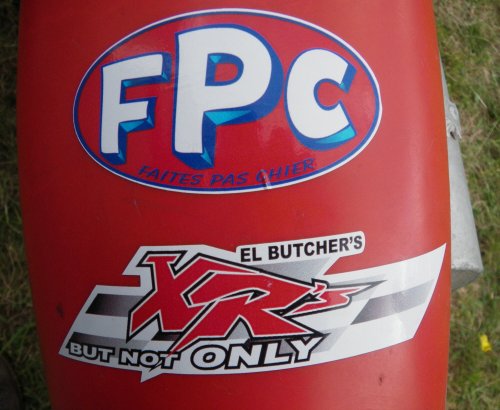 FPC
FAITES PAS CHIER
EL BUTCHER'S
XR's
BUT NOT ONLY